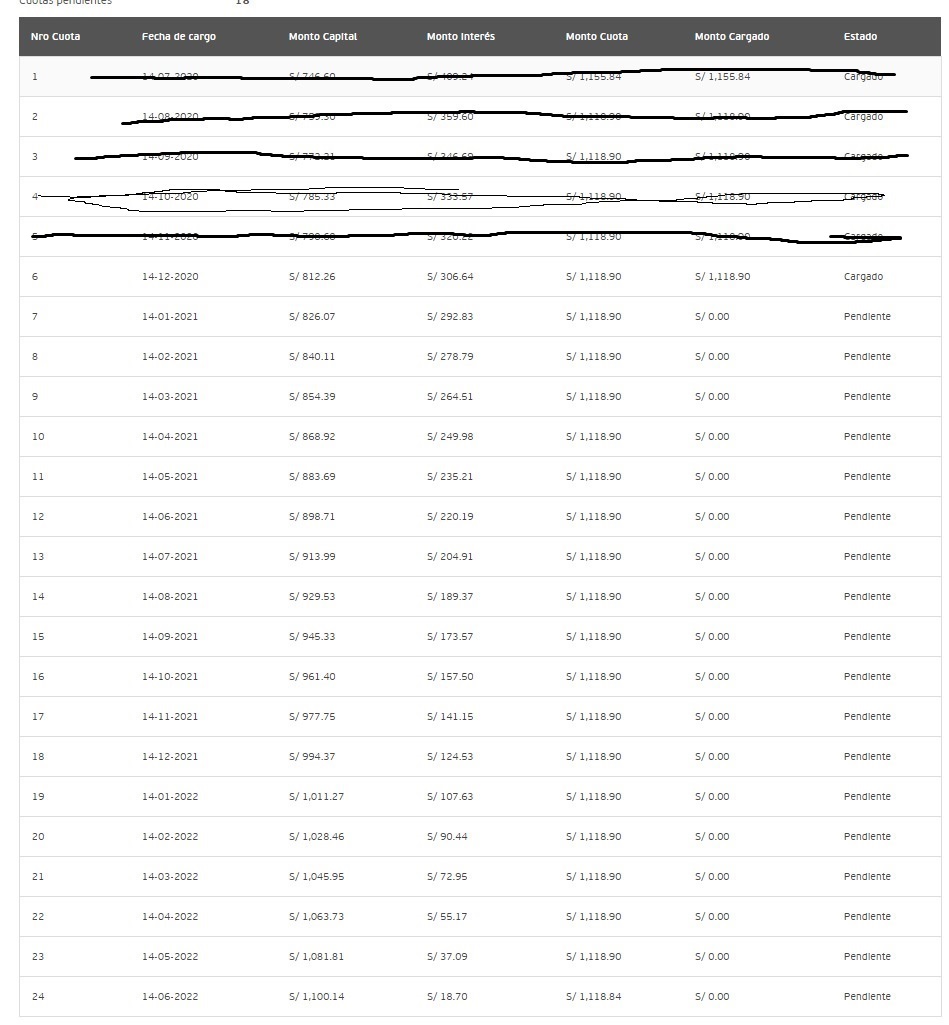 Cuotas pendientes 18
Nro Cuota Fecha de cargo Monto Capital Monto Interés Monto Cuota Monto Cargado Estado
1 14-07-2020 S/ 746.60 S/ 409.24 S/ 1,155.84 S/ 1,155.84 Cargado
2 14-08-2020 S/ 759.30 S/ 359.60 S/ 1,118.90 S/ 1,118.90 Cargado
3 14-09-2020 S/ 772.21 S/ 346.69 S/ 1,118.90 S/ 1,118.90 Cargado
4 14-10-2020 S/ 785.33 S/ 333.57 S/ 1,118.90 S/ 1,118.90 Cargado
5 14-11-2020 S/ 798.68 S/ 320.22 S/ 1,118.90 S/ 1,118.90 Cargado
6 14-12-2020 S/ 812.26 S/ 306.64 S/ 1,118.90 S/ 1,118.90 Cargado
7 14-01-2021 S/ 826.07 S/ 292.83 S/ 1,118.90 S/ 0.00 Pendiente
8 14-02-2021 S/ 840.11 S/ 278.79 S/ 1,118.90 S/ 0.00 Pendiente
9 14-03-2021 S/ 854.39 S/ 264.51 S/ 1,118.90 S/ 0.00 Pendiente
10 14-04-2021 S/ 868.92 S/ 249.98 S/ 1,118.90 S/ 0.00 Pendiente
11 14-05-2021 S/ 883.69 S/ 235.21 S/ 1,118.90 S/ 0.00 Pendiente
12 14-06-2021 S/ 898.71 S/ 220.19 S/ 1,118.90 S/ 0.00 Pendiente
13 14-07-2021 S/ 913.99 S/ 204.91 S/ 1,118.90 S/ 0.00 Pendiente
14 14-08-2021 S/ 929.53 S/ 189.37 S/ 1,118.90 S/ 0.00 Pendiente
15 14-09-2021 S/ 945.33 S/ 173.57 S/ 1,118.90 S/ 0.00 Pendiente
16 14-10-2021 S/ 961.40 S/ 157.50 S/ 1,118.90 S/ 0.00 Pendiente
17 14-11-2021 S/ 977.75 S/ 141.15 S/ 1,118.90 S/ 0.00 Pendiente
18 14-12-2021 S/ 994.37 S/ 124.53 S/ 1,118.90 S/ 0.00 Pendiente
19 14-01-2022 S/ 1,011.27 S/ 107.63 S/ 1,118.90 S/ 0.00 Pendiente
20 14-02-2022 S/ 1,028.46 S/ 90.44 S/ 1,118.90 S/ 0.00 Pendiente
21 14-03-2022 S/ 1,045.95 S/ 72.95 S/ 1,118.90 S/ 0.00 Pendiente
22 14-04-2022 S/ 1,063.73 S/ 55.17 S/ 1,118.90 S/ 0.00 Pendiente
23 14-05-2022 S/ 1,081.81 S/ 37.09 S/ 1,118.90 S/ 0.00 Pendiente
24 14-06-2022 S/ 1,100.14 S/ 18.70 S/ 1,118.84 S/ 0.00 Pendiente